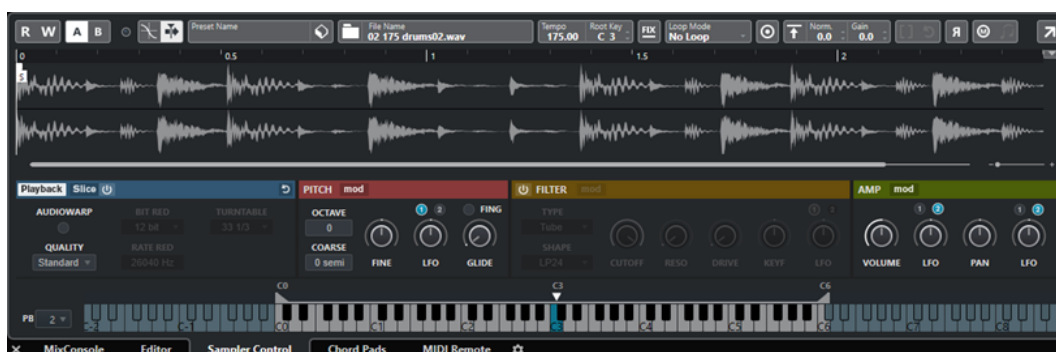 R W A B Preset Name File Name Tempo Root Key FIX Loop Mode Norm. Gain
02 175 drums02.wav 175.00 C 3 No Loop 0.0 0.0
0 0.5 1 1.5 2
S
Playback Slice PITCH mod FILTER mod AMP mod
AUDIOWARP BIT RED TURNTABLE OCTAVE 1 2 FING TYPE 1 2 1 2 1 2
12 bit 33 1/3 0 Tube
QUALITY RATE RED COARSE SHAPE
Standard 26040 Hz 0 semi FINE LFO GLIDE LP24 CUTOFF RESO DRIVE KEYF LFO VOLUME LFO PAN LFO
C0 C3 C6
PB 2 C-2 C-1 C0 C1 C2 C3 C4 C5 C6 C7 C8
MixConsole Editor Sampler Control Chord Pads MIDI Remote